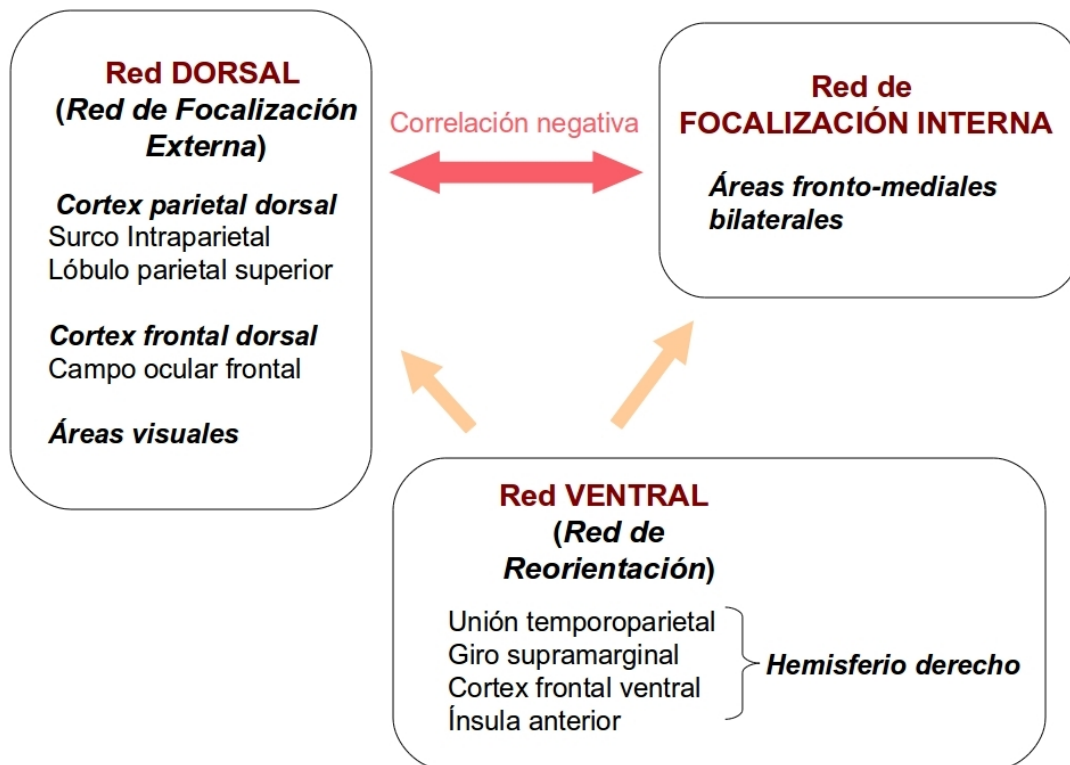 Red DORSAL
(Red de Focalización
Externa)
Cortex parietal dorsal
Surco Intraparietal
Lóbulo parietal superior
Cortex frontal dorsal
Campo ocular frontal
Áreas visuales
Correlación negativa
Red de
FOCALIZACIÓN INTERNA
Áreas fronto-mediales
bilaterales
Red VENTRAL
(Red de
Reorientación)
Unión temporoparietal
Giro supramarginal
Cortex frontal ventral
Ínsula anterior
Hemisferio derecho